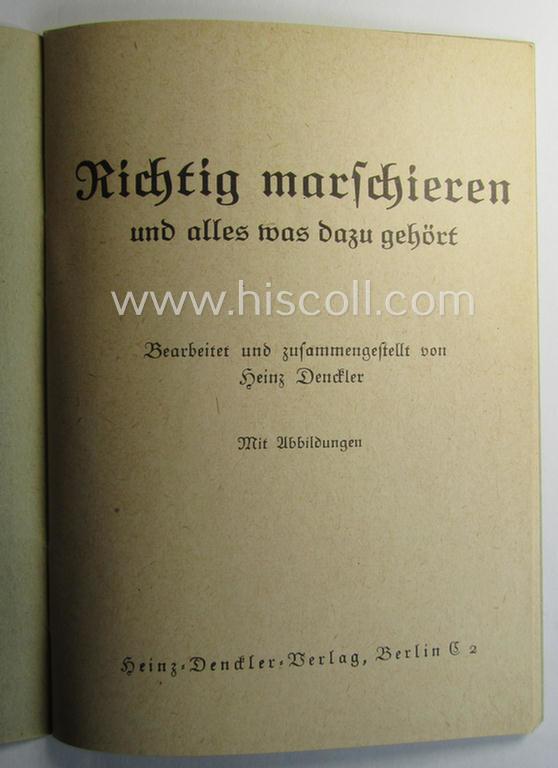 Richtig marschieren
und alles was dazu gehört
www.hiscoll.com
Bearbeitet und zusammengestellt von
Heinz Denckler
Mit Abbildungen
Heinz-Denckler-Verlag, Berlin C 2